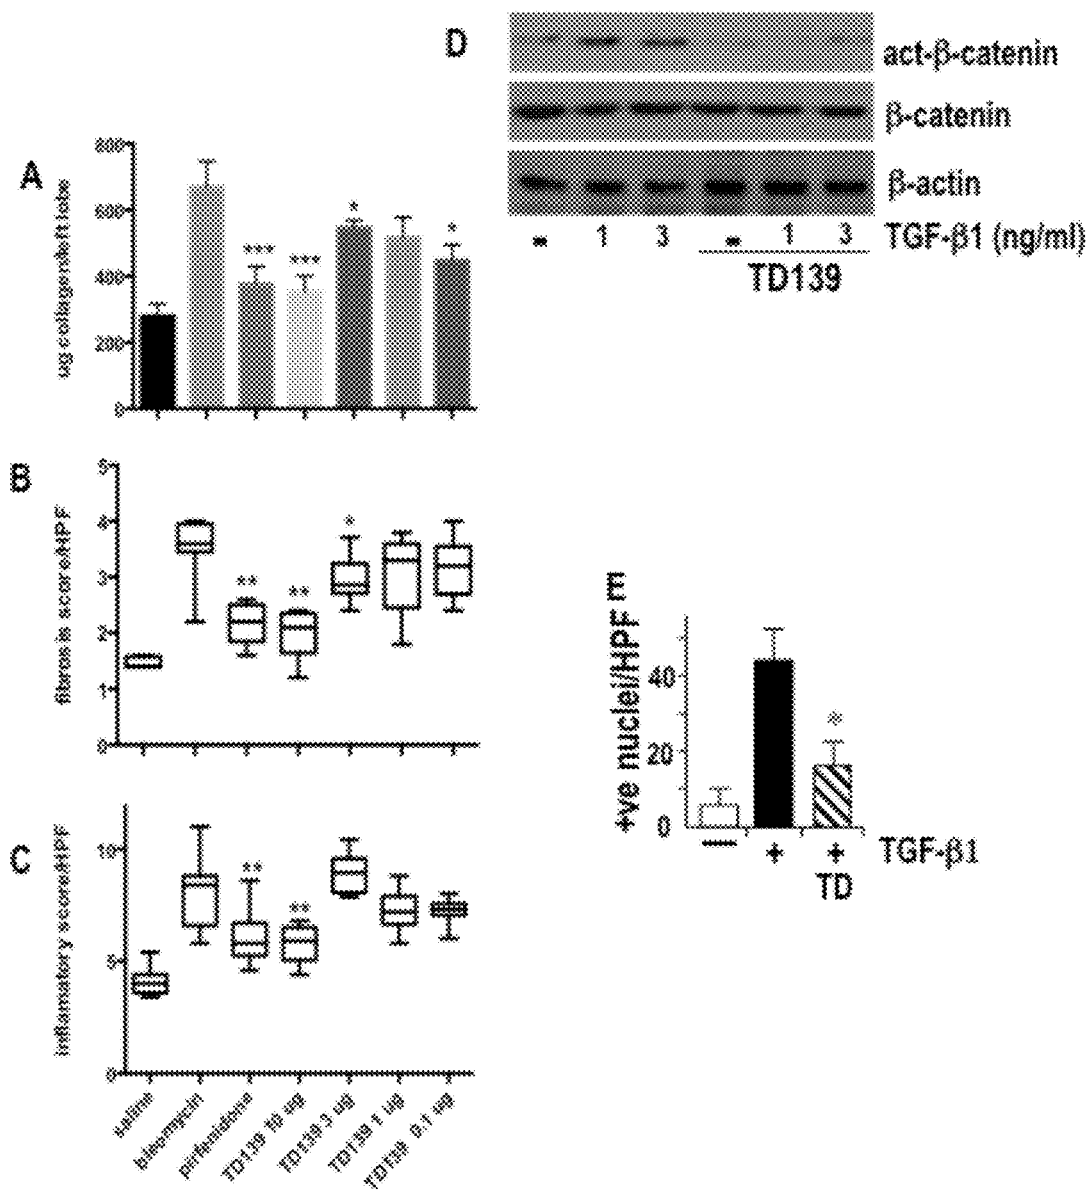 A
ug collagen/left lobe
800
600
400
200
0
***
***
*
*
B
fibrosis score/HPF
5
4
3
2
1
0
**
**
*
C
inflamatory score/HPF
10
5
0
**
**
saline
bleomycin
pirfenidone
TD139 10 ug
TD139 3 ug
TD139 1 ug
TD139 0.1 ug
D
act-β-catenin
β-catenin
β-actin
- 1 3 - 1 3 TGF-β1 (ng/ml)
TD139
E
+ve nuclei/HPF
40
20
0
*
— + + TGF-β1
TD